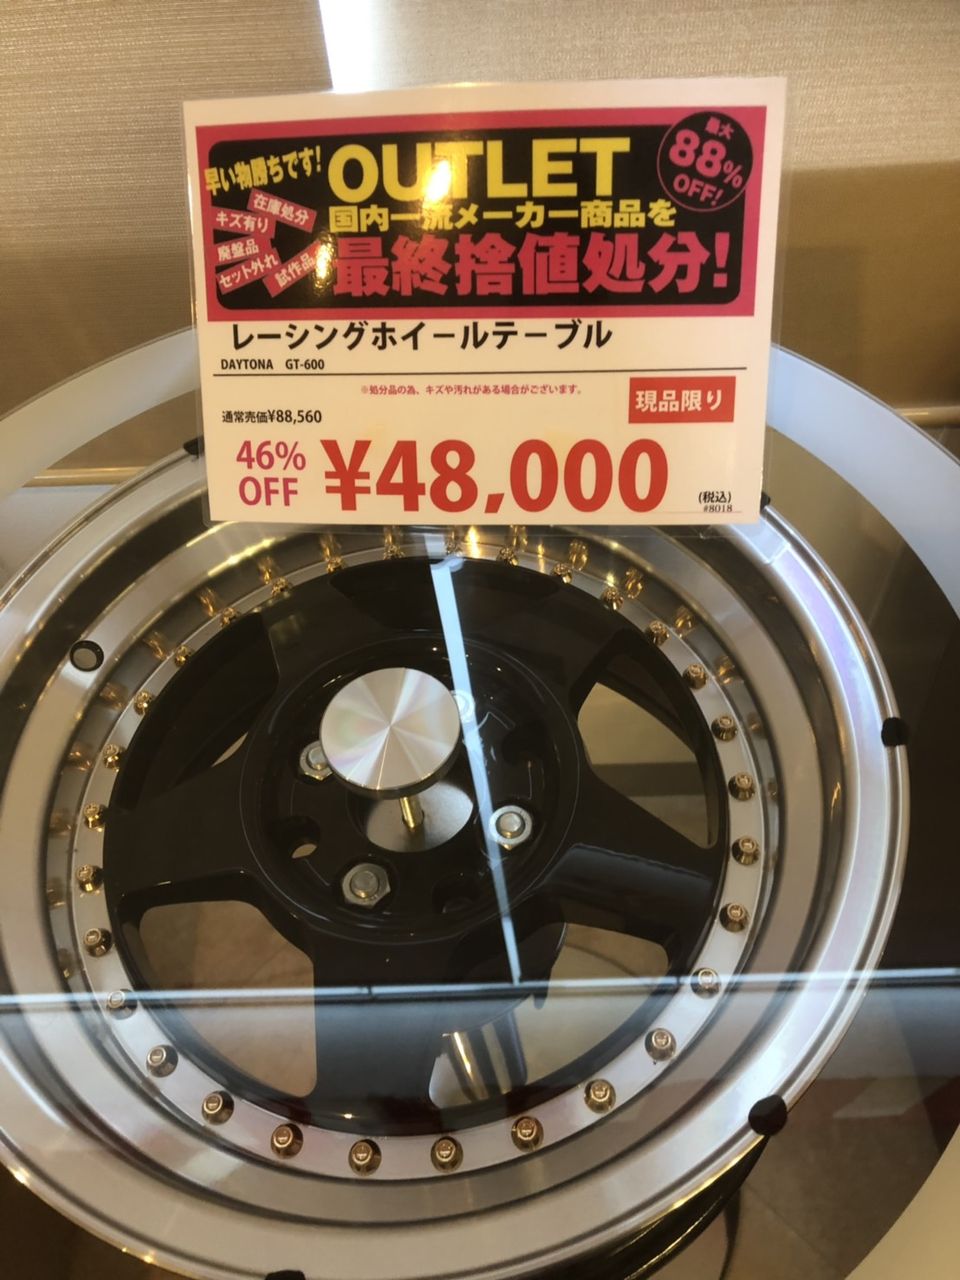 早い物勝ちです!
OUTLET
最大
88%
OFF!
在庫処分
キズ有り
廃盤品
セット外れ
試作品
国内一流メーカー商品を
最終捨値処分!
レーシングホイールテーブル
DAYTONA GT-600
※処分品の為、キズや汚れがある場合がございます。
現品限り
通常売価¥88,560
46%
OFF
¥48,000
(税込)
#8018